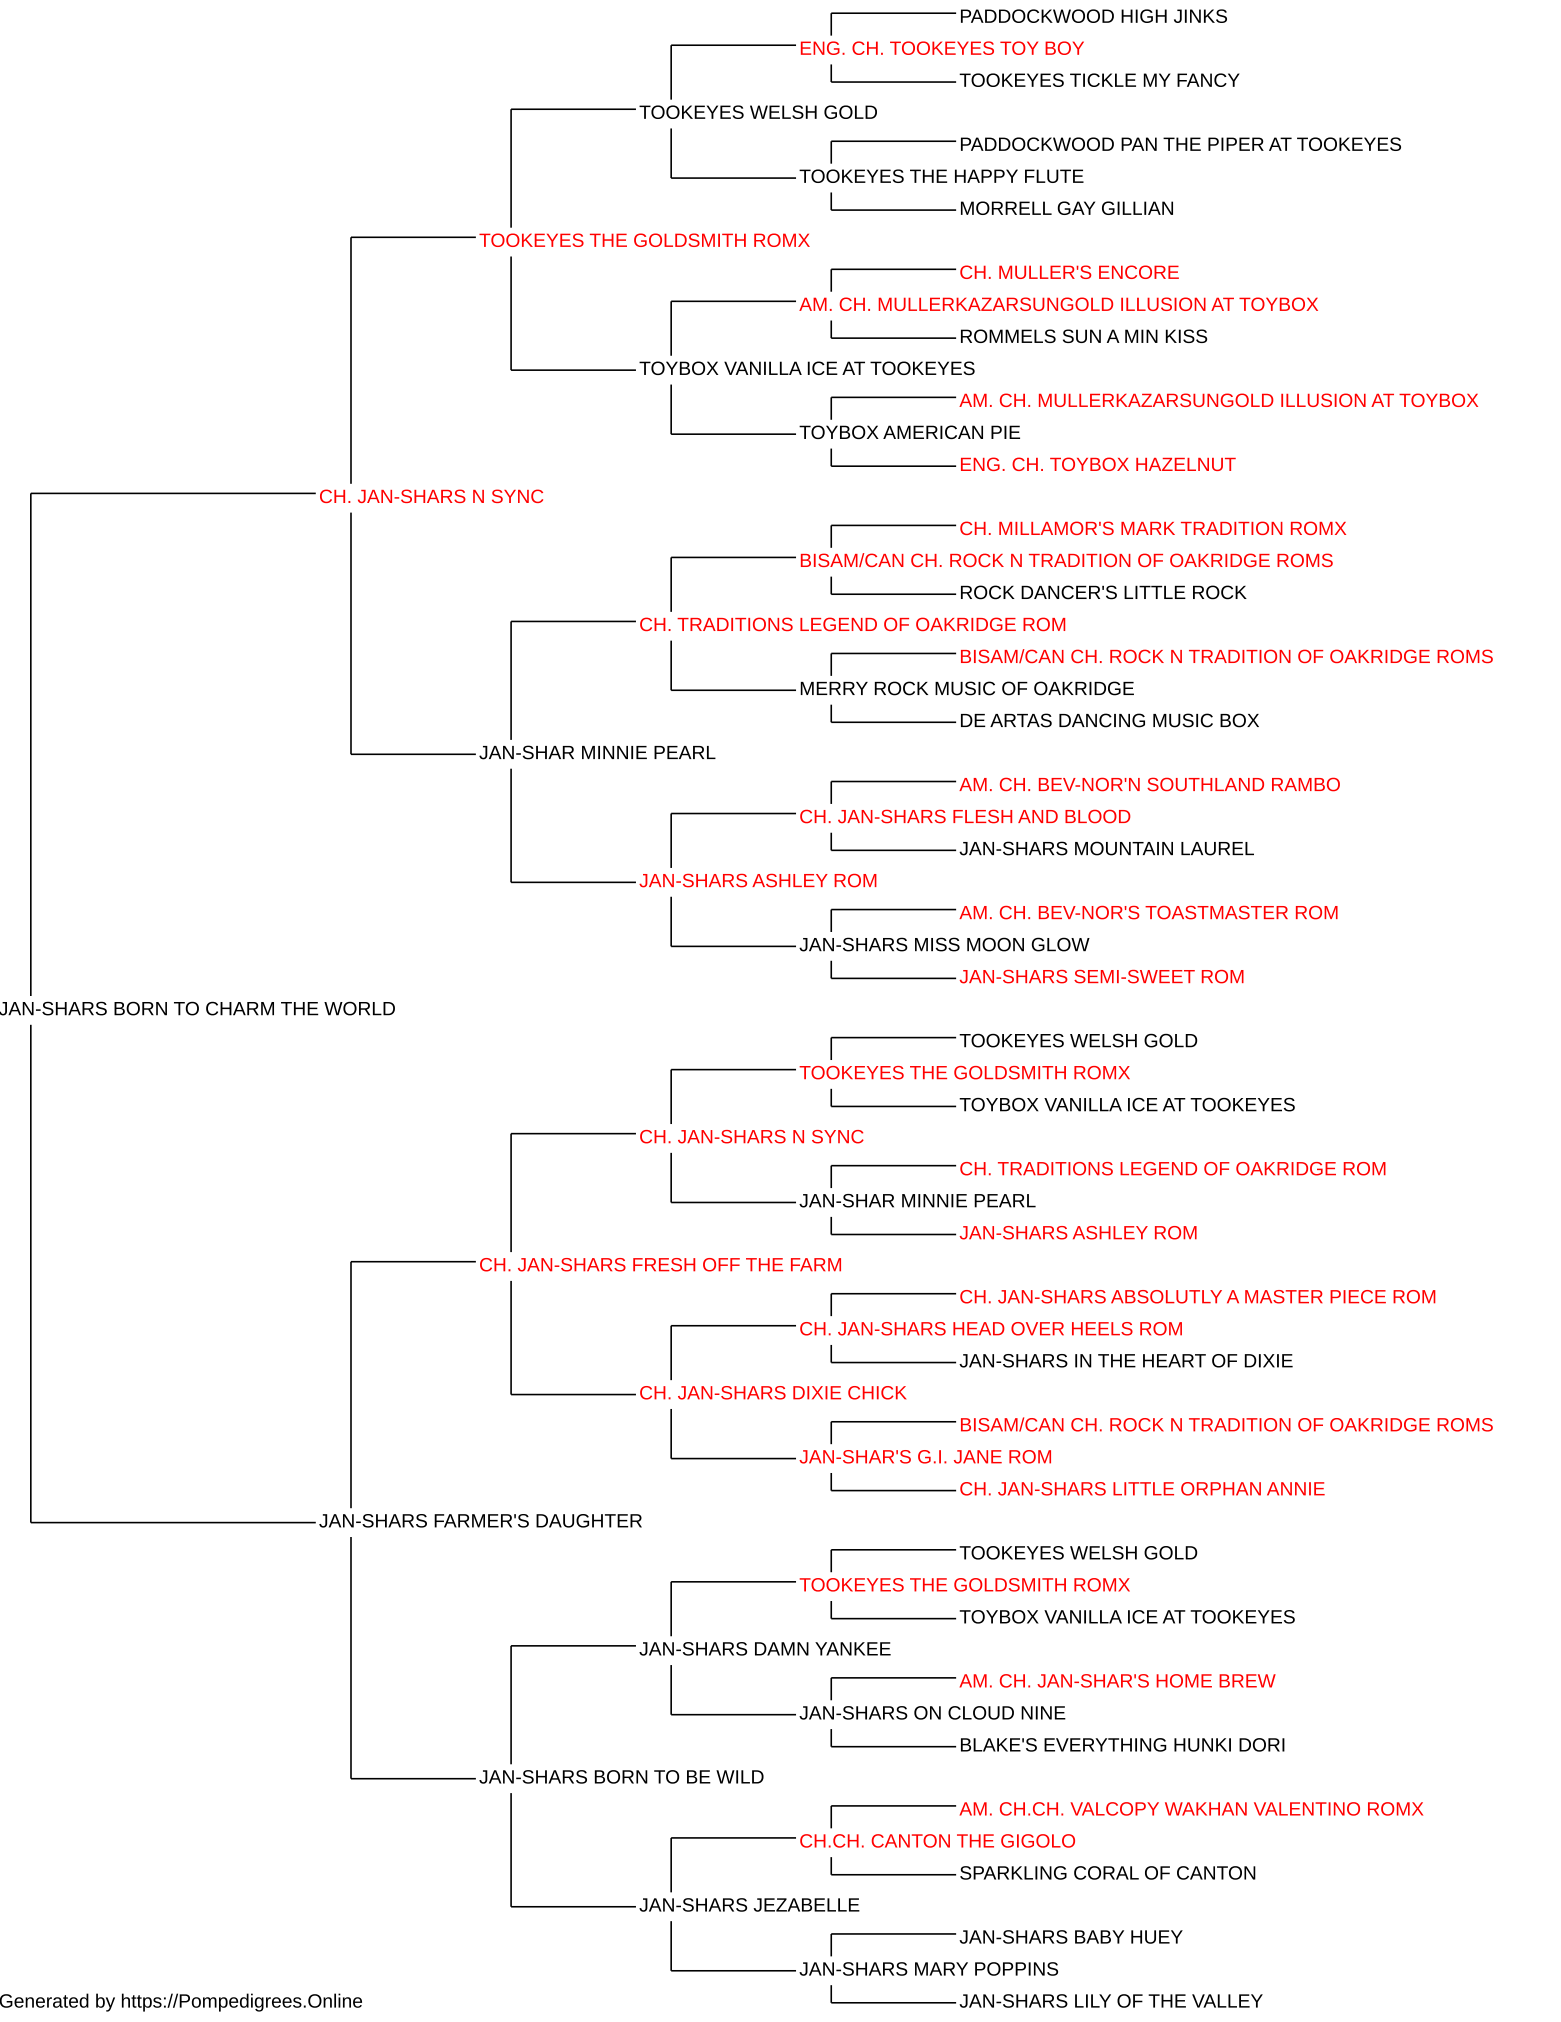 PADDOCKWOOD HIGH JINKS
ENG. CH. TOOKEYES TOY BOY
TOOKEYES TICKLE MY FANCY
TOOKEYES WELSH GOLD
PADDOCKWOOD PAN THE PIPER AT TOOKEYES
TOOKEYES THE HAPPY FLUTE
MORRELL GAY GILLIAN
TOOKEYES THE GOLDSMITH ROMX
CH. MULLER'S ENCORE
AM. CH. MULLERKAZARSUNGOLD ILLUSION AT TOYBOX
ROMMELS SUN A MIN KISS
TOYBOX VANILLA ICE AT TOOKEYES
AM. CH. MULLERKAZARSUNGOLD ILLUSION AT TOYBOX
TOYBOX AMERICAN PIE
ENG. CH. TOYBOX HAZELNUT
CH. JAN-SHARS N SYNC
CH. MILLAMOR'S MARK TRADITION ROMX
BISAM/CAN CH. ROCK N TRADITION OF OAKRIDGE ROMS
ROCK DANCER'S LITTLE ROCK
CH. TRADITIONS LEGEND OF OAKRIDGE ROM
BISAM/CAN CH. ROCK N TRADITION OF OAKRIDGE ROMS
MERRY ROCK MUSIC OF OAKRIDGE
DE ARTAS DANCING MUSIC BOX
JAN-SHAR MINNIE PEARL
AM. CH. BEV-NOR'N SOUTHLAND RAMBO
CH. JAN-SHARS FLESH AND BLOOD
JAN-SHARS MOUNTAIN LAUREL
JAN-SHARS ASHLEY ROM
AM. CH. BEV-NOR'S TOASTMASTER ROM
JAN-SHARS MISS MOON GLOW
JAN-SHARS SEMI-SWEET ROM
JAN-SHARS BORN TO CHARM THE WORLD
TOOKEYES WELSH GOLD
TOOKEYES THE GOLDSMITH ROMX
TOYBOX VANILLA ICE AT TOOKEYES
CH. JAN-SHARS N SYNC
CH. TRADITIONS LEGEND OF OAKRIDGE ROM
JAN-SHAR MINNIE PEARL
JAN-SHARS ASHLEY ROM
CH. JAN-SHARS FRESH OFF THE FARM
CH. JAN-SHARS ABSOLUTLY A MASTER PIECE ROM
CH. JAN-SHARS HEAD OVER HEELS ROM
JAN-SHARS IN THE HEART OF DIXIE
CH. JAN-SHARS DIXIE CHICK
BISAM/CAN CH. ROCK N TRADITION OF OAKRIDGE ROMS
JAN-SHAR'S G.I. JANE ROM
CH. JAN-SHARS LITTLE ORPHAN ANNIE
JAN-SHARS FARMER'S DAUGHTER
TOOKEYES WELSH GOLD
TOOKEYES THE GOLDSMITH ROMX
TOYBOX VANILLA ICE AT TOOKEYES
JAN-SHARS DAMN YANKEE
AM. CH. JAN-SHAR'S HOME BREW
JAN-SHARS ON CLOUD NINE
BLAKE'S EVERYTHING HUNKI DORI
JAN-SHARS BORN TO BE WILD
AM. CH.CH. VALCOPY WAKHAN VALENTINO ROMX
CH.CH. CANTON THE GIGOLO
SPARKLING CORAL OF CANTON
JAN-SHARS JEZABELLE
JAN-SHARS BABY HUEY
JAN-SHARS MARY POPPINS
JAN-SHARS LILY OF THE VALLEY
Generated by https://Pompedigrees.Online